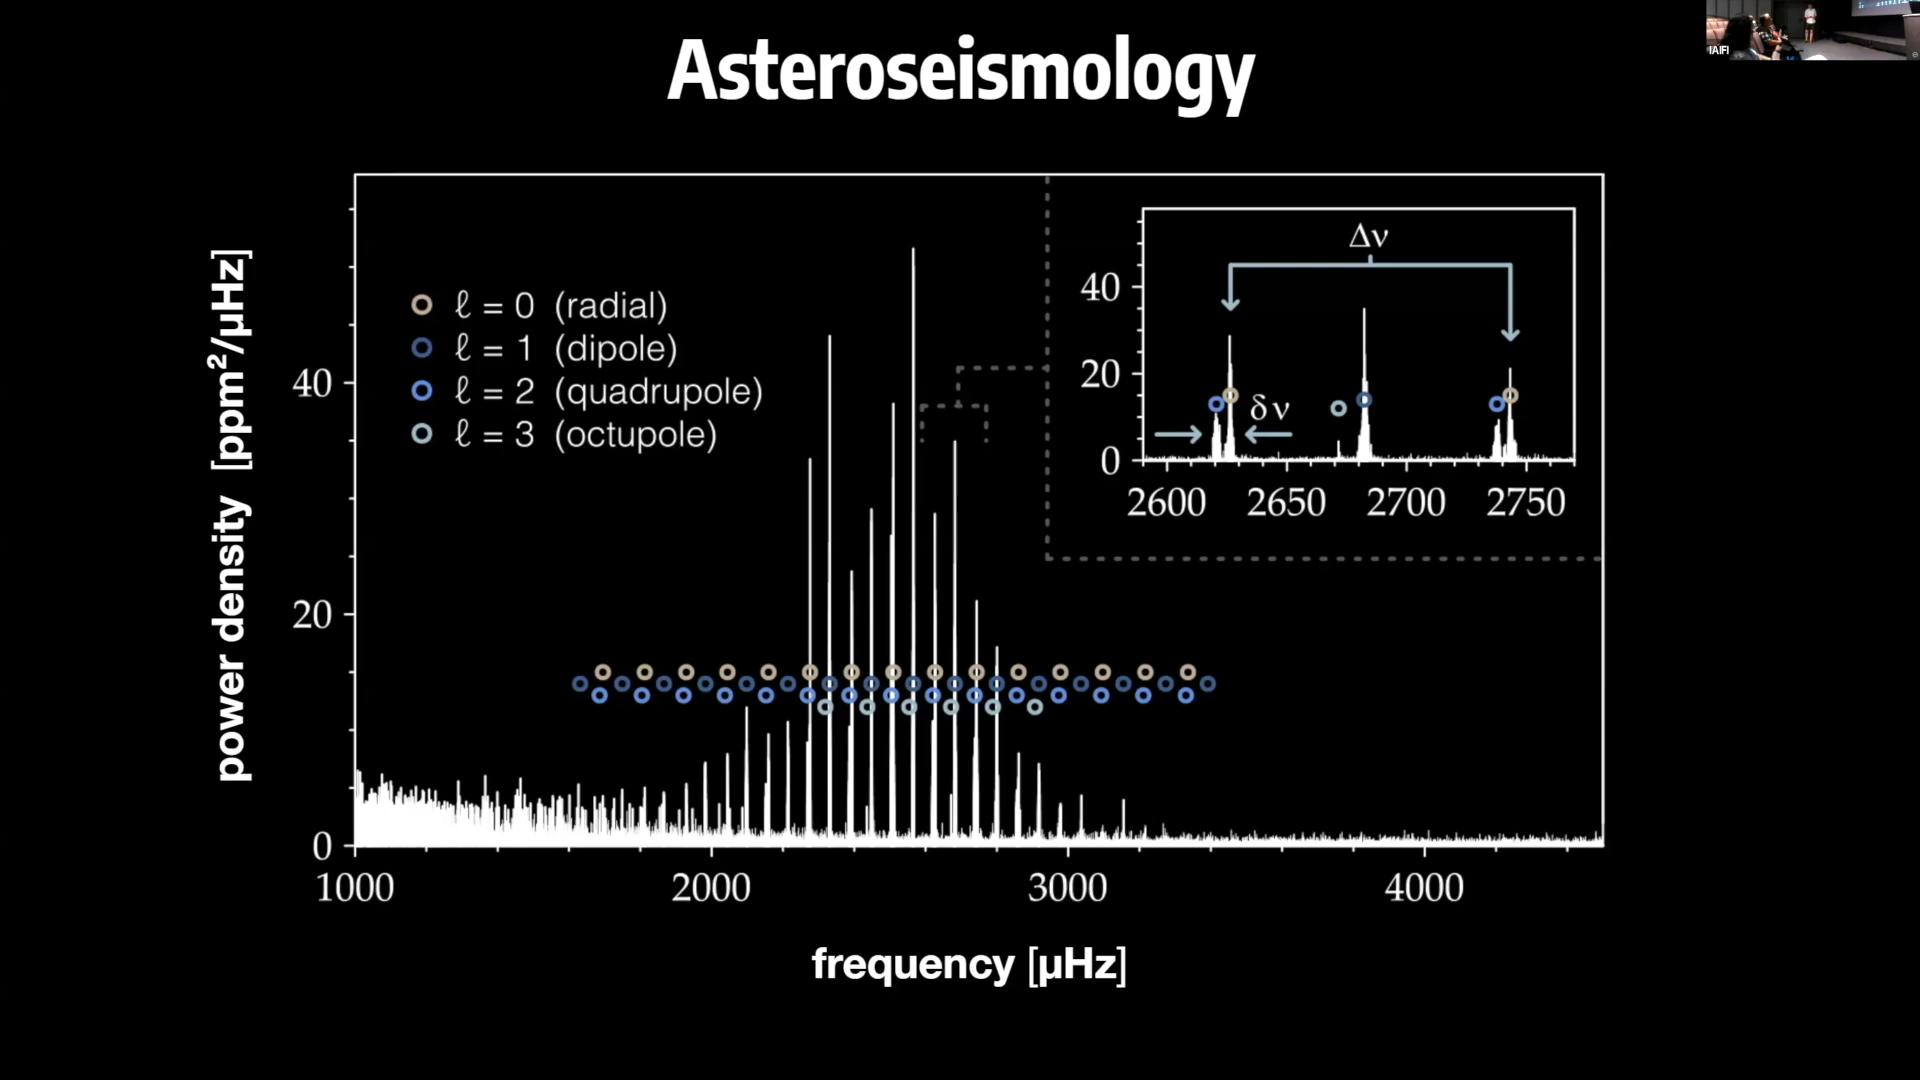 Asteroseismology
IAIFI
power density [ppm²/μHz]
40
20
0
ℓ = 0 (radial)
ℓ = 1 (dipole)
ℓ = 2 (quadrupole)
ℓ = 3 (octupole)
Δν
40
20
0
δν
2600 2650 2700 2750
1000 2000 3000 4000
frequency [μHz]